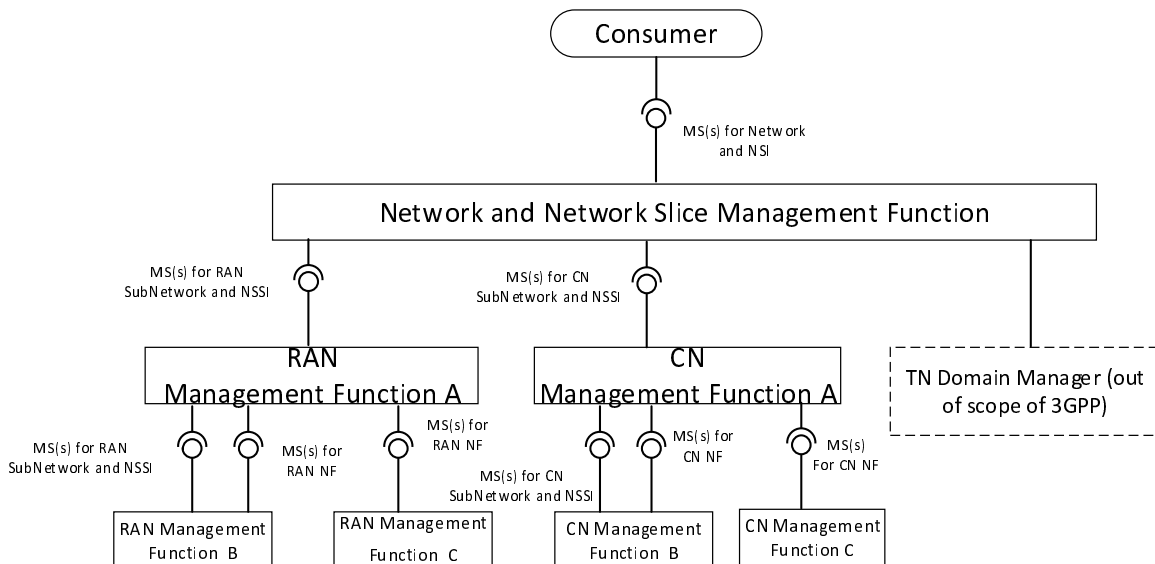 Consumer
MS(s) for Network
and NSI
Network and Network Slice Management Function
MS(s) for RAN
SubNetwork and NSSI
MS(s) for CN
SubNetwork and NSSI
RAN
Management Function A
CN
Management Function A
TN Domain Manager (out
of scope of 3GPP)
MS(s) for RAN
SubNetwork and NSSI
MS(s) for
RAN NF
MS(s) for
RAN NF
MS(s) for CN
SubNetwork and NSSI
MS(s) for
CN NF
MS(s)
For CN NF
RAN Management
Function B
RAN Management
Function C
CN Management
Function B
CN Management
Function C